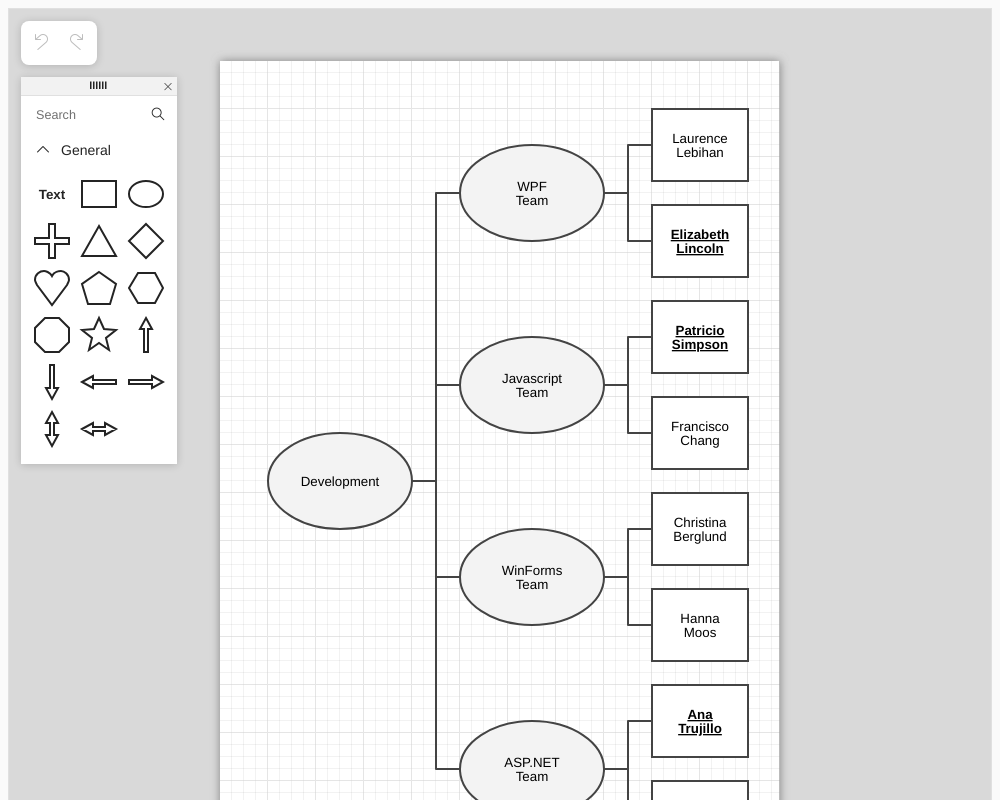 Search
General
Text
Development
WPF
Team
Javascript
Team
WinForms
Team
ASP.NET
Team
Laurence
Lebihan
Elizabeth
Lincoln
Patricio
Simpson
Francisco
Chang
Christina
Berglund
Hanna
Moos
Ana
Trujillo